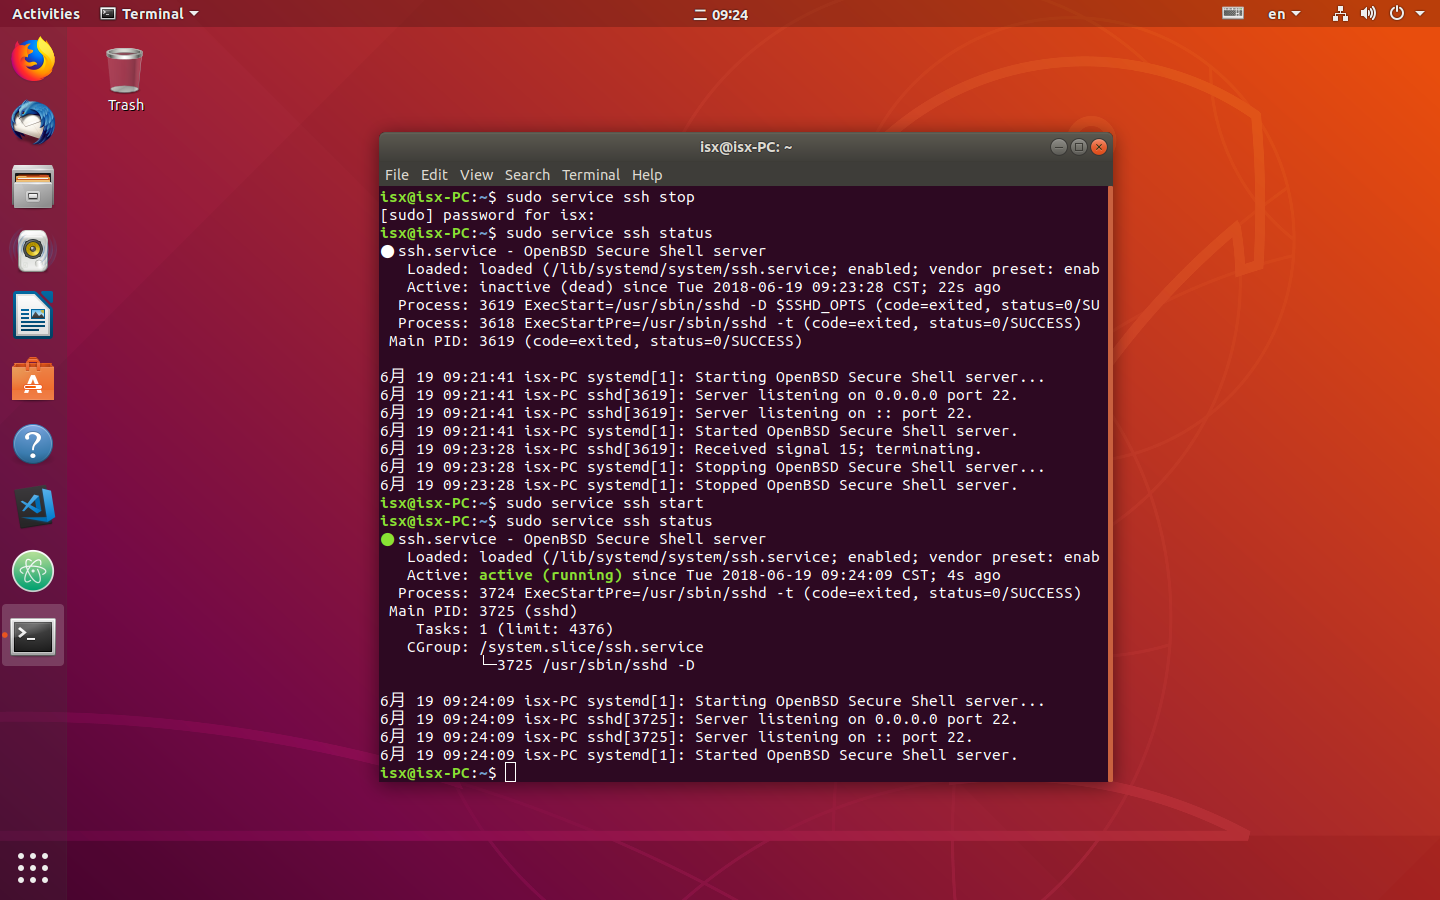 Activities Terminal 二 09:24 en
Trash
isx@isx-PC: ~
File Edit View Search Terminal Help
isx@isx-PC:~$ sudo service ssh stop
[sudo] password for isx:
isx@isx-PC:~$ sudo service ssh status
● ssh.service - OpenBSD Secure Shell server
   Loaded: loaded (/lib/systemd/system/ssh.service; enabled; vendor preset: enab
   Active: inactive (dead) since Tue 2018-06-19 09:23:28 CST; 22s ago
  Process: 3619 ExecStart=/usr/sbin/sshd -D $SSHD_OPTS (code=exited, status=0/SU
  Process: 3618 ExecStartPre=/usr/sbin/sshd -t (code=exited, status=0/SUCCESS)
 Main PID: 3619 (code=exited, status=0/SUCCESS)
6月 19 09:21:41 isx-PC systemd[1]: Starting OpenBSD Secure Shell server...
6月 19 09:21:41 isx-PC sshd[3619]: Server listening on 0.0.0.0 port 22.
6月 19 09:21:41 isx-PC sshd[3619]: Server listening on :: port 22.
6月 19 09:21:41 isx-PC systemd[1]: Started OpenBSD Secure Shell server.
6月 19 09:23:28 isx-PC sshd[3619]: Received signal 15; terminating.
6月 19 09:23:28 isx-PC systemd[1]: Stopping OpenBSD Secure Shell server...
6月 19 09:23:28 isx-PC systemd[1]: Stopped OpenBSD Secure Shell server.
isx@isx-PC:~$ sudo service ssh start
isx@isx-PC:~$ sudo service ssh status
● ssh.service - OpenBSD Secure Shell server
   Loaded: loaded (/lib/systemd/system/ssh.service; enabled; vendor preset: enab
   Active: active (running) since Tue 2018-06-19 09:24:09 CST; 4s ago
  Process: 3724 ExecStartPre=/usr/sbin/sshd -t (code=exited, status=0/SUCCESS)
 Main PID: 3725 (sshd)
    Tasks: 1 (limit: 4376)
   CGroup: /system.slice/ssh.service
           └─3725 /usr/sbin/sshd -D
6月 19 09:24:09 isx-PC systemd[1]: Starting OpenBSD Secure Shell server...
6月 19 09:24:09 isx-PC sshd[3725]: Server listening on 0.0.0.0 port 22.
6月 19 09:24:09 isx-PC sshd[3725]: Server listening on :: port 22.
6月 19 09:24:09 isx-PC systemd[1]: Started OpenBSD Secure Shell server.
isx@isx-PC:~$